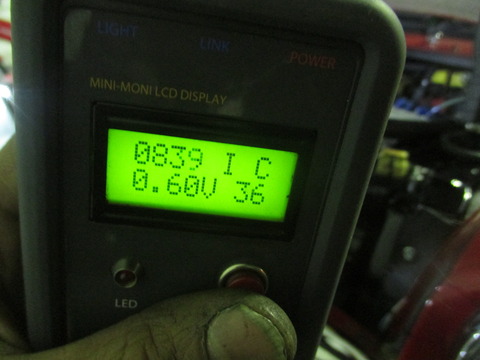 LIGHT LINK POWER
MINI-MONI LCD DISPLAY
0839 I C
0.60V 36
LED